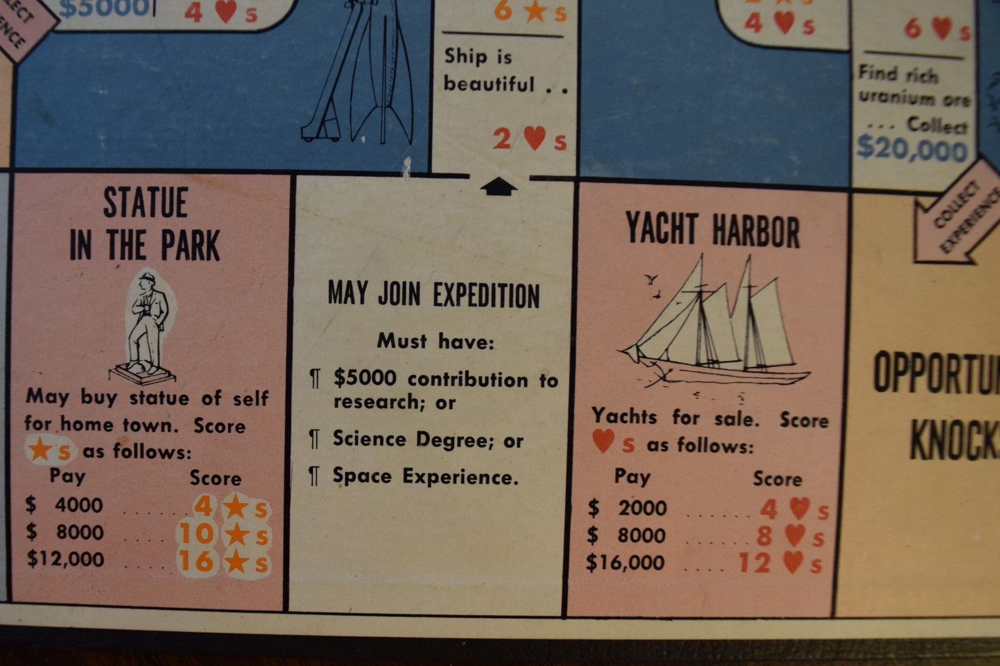 $5000
4 ♥ s
6 ★ s
Ship is
beautiful . .
2 ♥ s
4 ♥ s
6 ♥ s
Find rich
uranium ore
... Collect
$20,000
COLLECT
EXPERIENCE
STATUE
IN THE PARK
May buy statue of self
for home town. Score
★ s as follows:
Pay Score
$ 4000 ...... 4 ★ s
$ 8000 .... 10 ★ s
$12,000 .... 16 ★ s
MAY JOIN EXPEDITION
Must have:
¶ $5000 contribution to
research; or
¶ Science Degree; or
¶ Space Experience.
YACHT HARBOR
Yachts for sale. Score
♥ s as follows:
Pay Score
$ 2000 ...... 4 ♥ s
$ 8000 ...... 8 ♥ s
$16,000 .... 12 ♥ s
OPPORTU
KNOCK